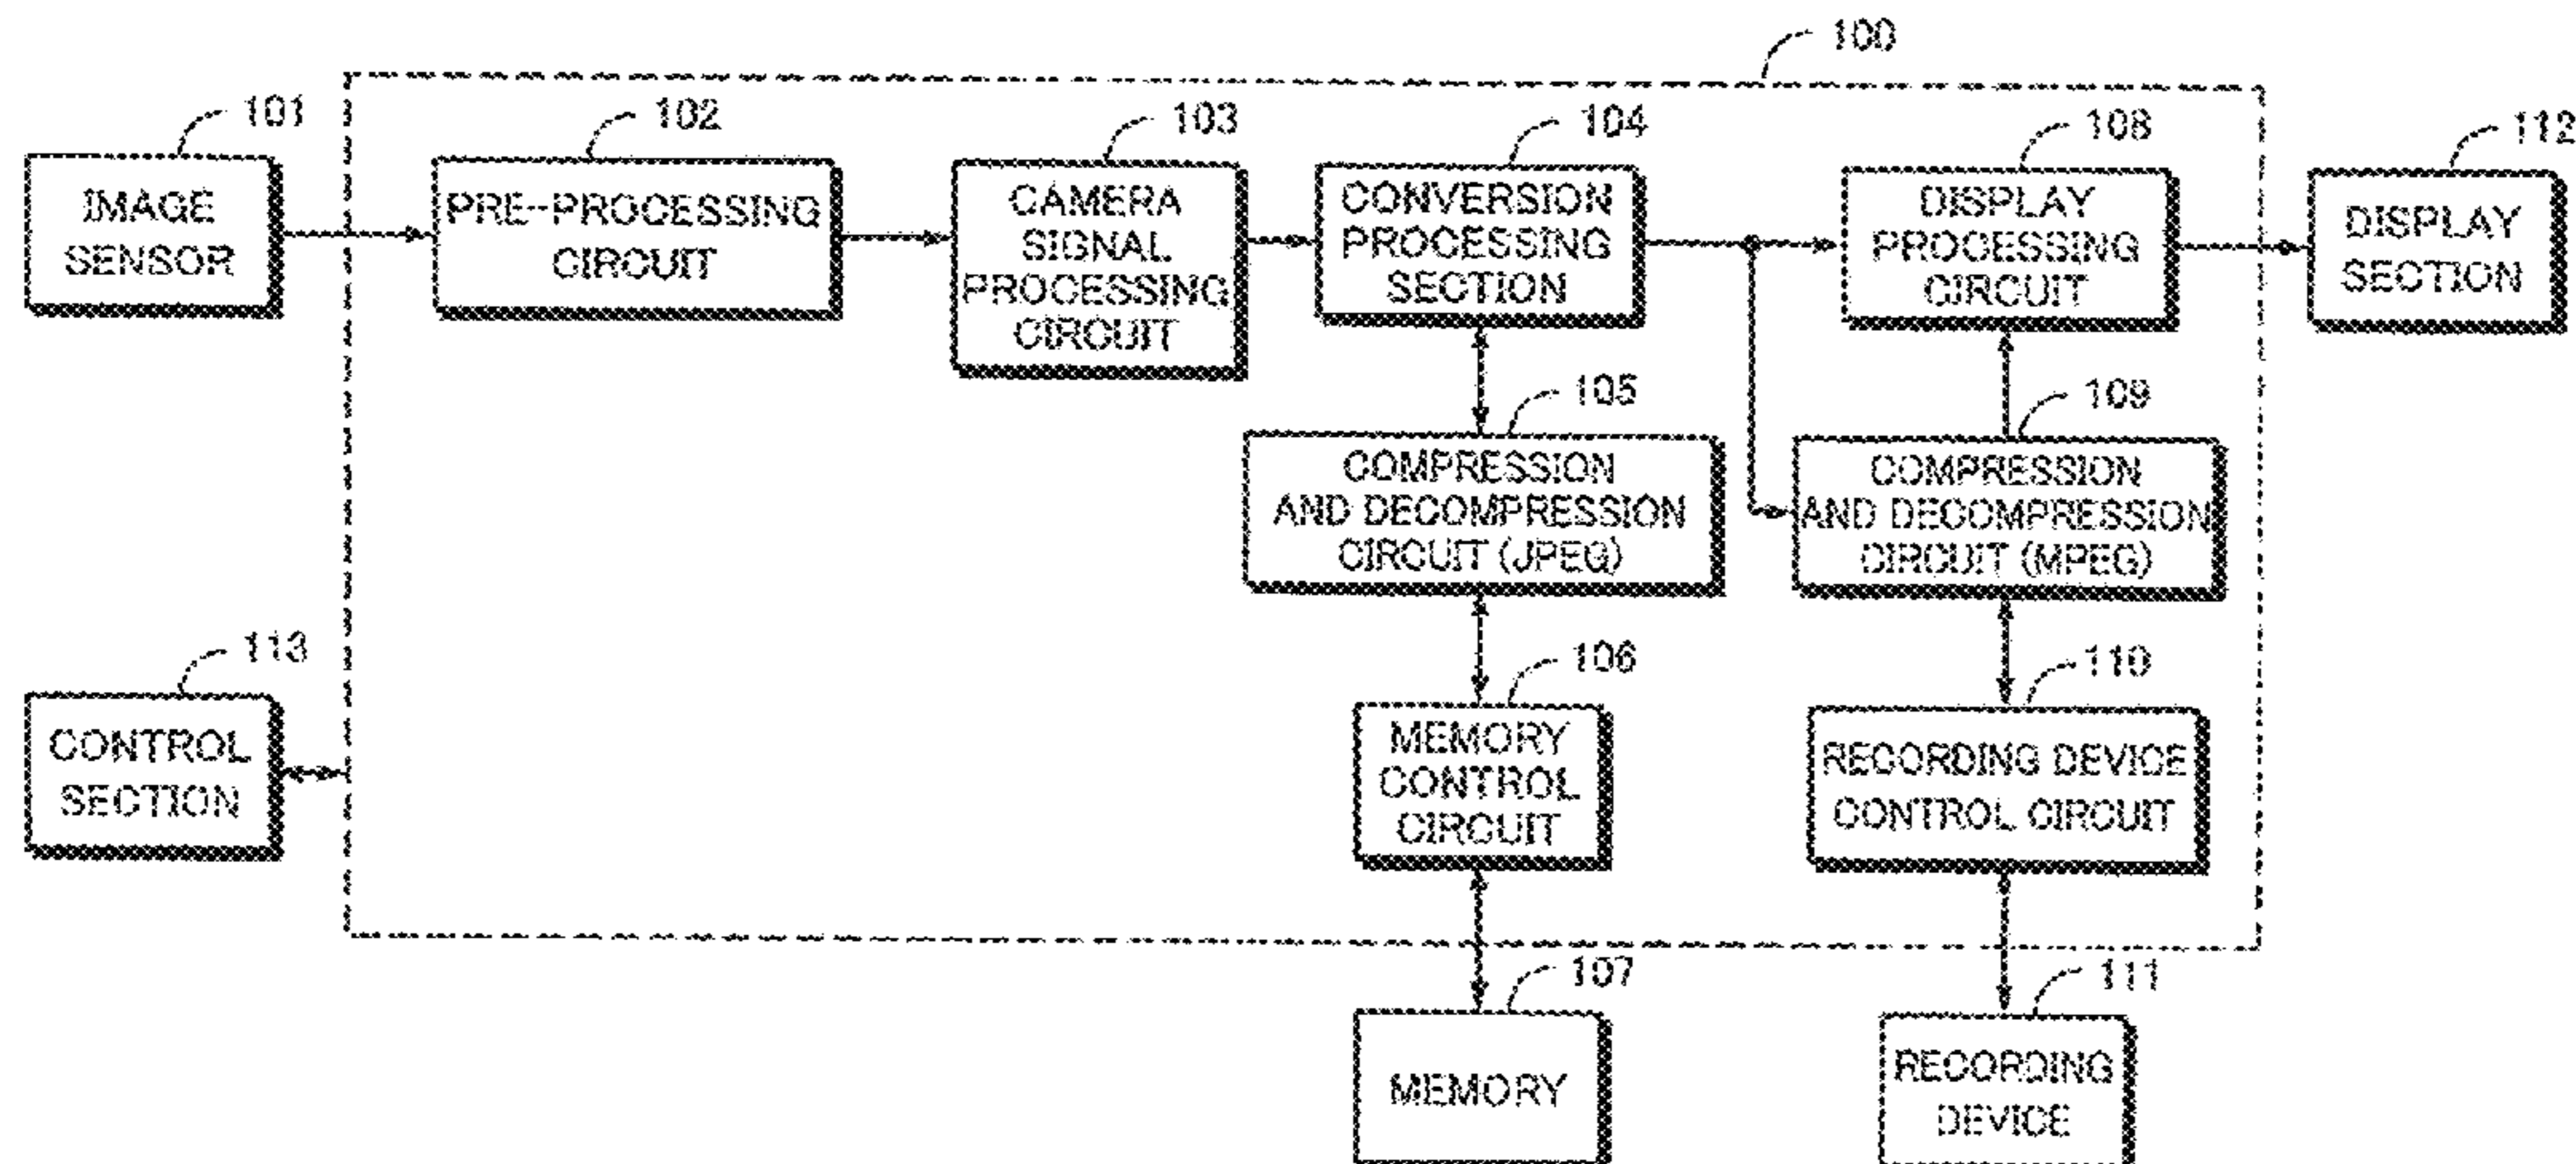 100
101
IMAGE
SENSOR
102
PRE-PROCESSING
CIRCUIT
103
CAMERA
SIGNAL
PROCESSING
CIRCUIT
104
CONVERSION
PROCESSING
SECTION
108
DISPLAY
PROCESSING
CIRCUIT
112
DISPLAY
SECTION
105
COMPRESSION
AND DECOMPRESSION
CIRCUIT (JPEG)
109
COMPRESSION
AND DECOMPRESSION
CIRCUIT (MPEG)
113
CONTROL
SECTION
106
MEMORY
CONTROL
CIRCUIT
110
RECORDING DEVICE
CONTROL CIRCUIT
107
MEMORY
111
RECORDING
DEVICE